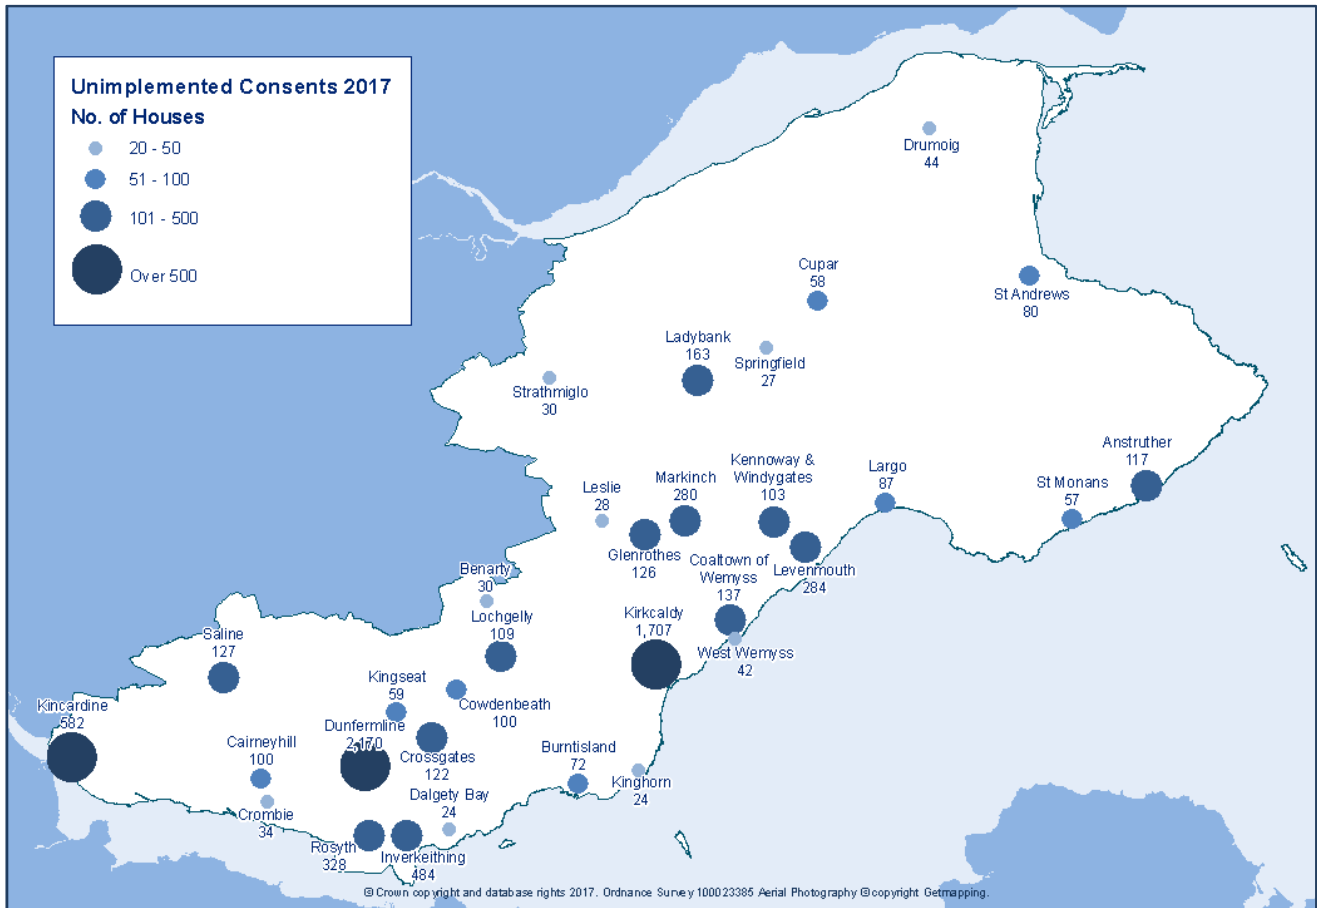 Unimplemented Consents 2017
No. of Houses
20 - 50
51 - 100
101 - 500
Over 500
Drumoig
44
Cupar
58
St Andrews
80
Ladybank
163
Springfield
27
Strathmiglo
30
Anstruther
117
Kennoway &
Windygates
103
Largo
87
Markinch
280
St Monans
57
Leslie
28
Glenrothes
126
Coaltown of
Wemyss
137
Levenmouth
284
Benarty
30
Lochgelly
109
Kirkcaldy
1,707
Saline
127
West Wemyss
42
Kingseat
59
Cowdenbeath
100
Kincardine
582
Dunfermline
2,170
Cairneyhill
100
Crossgates
122
Burntisland
72
Kinghorn
24
Dalgety Bay
24
Crombie
34
Rosyth
328
Inverkeithing
484
© Crown copyright and database rights 2017. Ordnance Survey 100023385 Aerial Photography © copyright Getmapping.